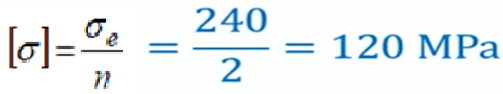 [σ]=σₑ/n = 240/2 = 120 MPa